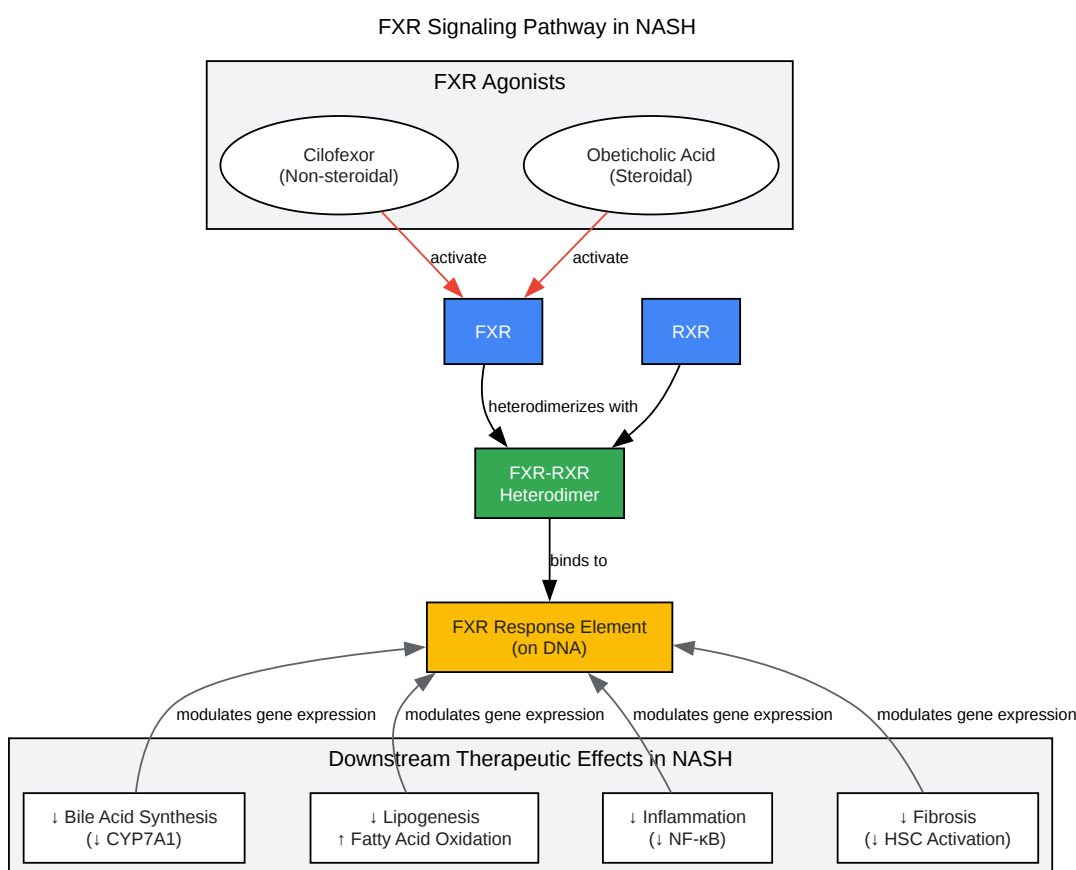 FXR Signaling Pathway in NASH
FXR Agonists
Cilofexor
(Non-steroidal)
Obeticholic Acid
(Steroidal)
activate
activate
FXR
RXR
heterodimerizes with
FXR-RXR
Heterodimer
binds to
FXR Response Element
(on DNA)
modulates gene expression
modulates gene expression
modulates gene expression
modulates gene expression
Downstream Therapeutic Effects in NASH
↓ Bile Acid Synthesis
(↓ CYP7A1)
↓ Lipogenesis
↑ Fatty Acid Oxidation
↓ Inflammation
(↓ NF-κB)
↓ Fibrosis
(↓ HSC Activation)